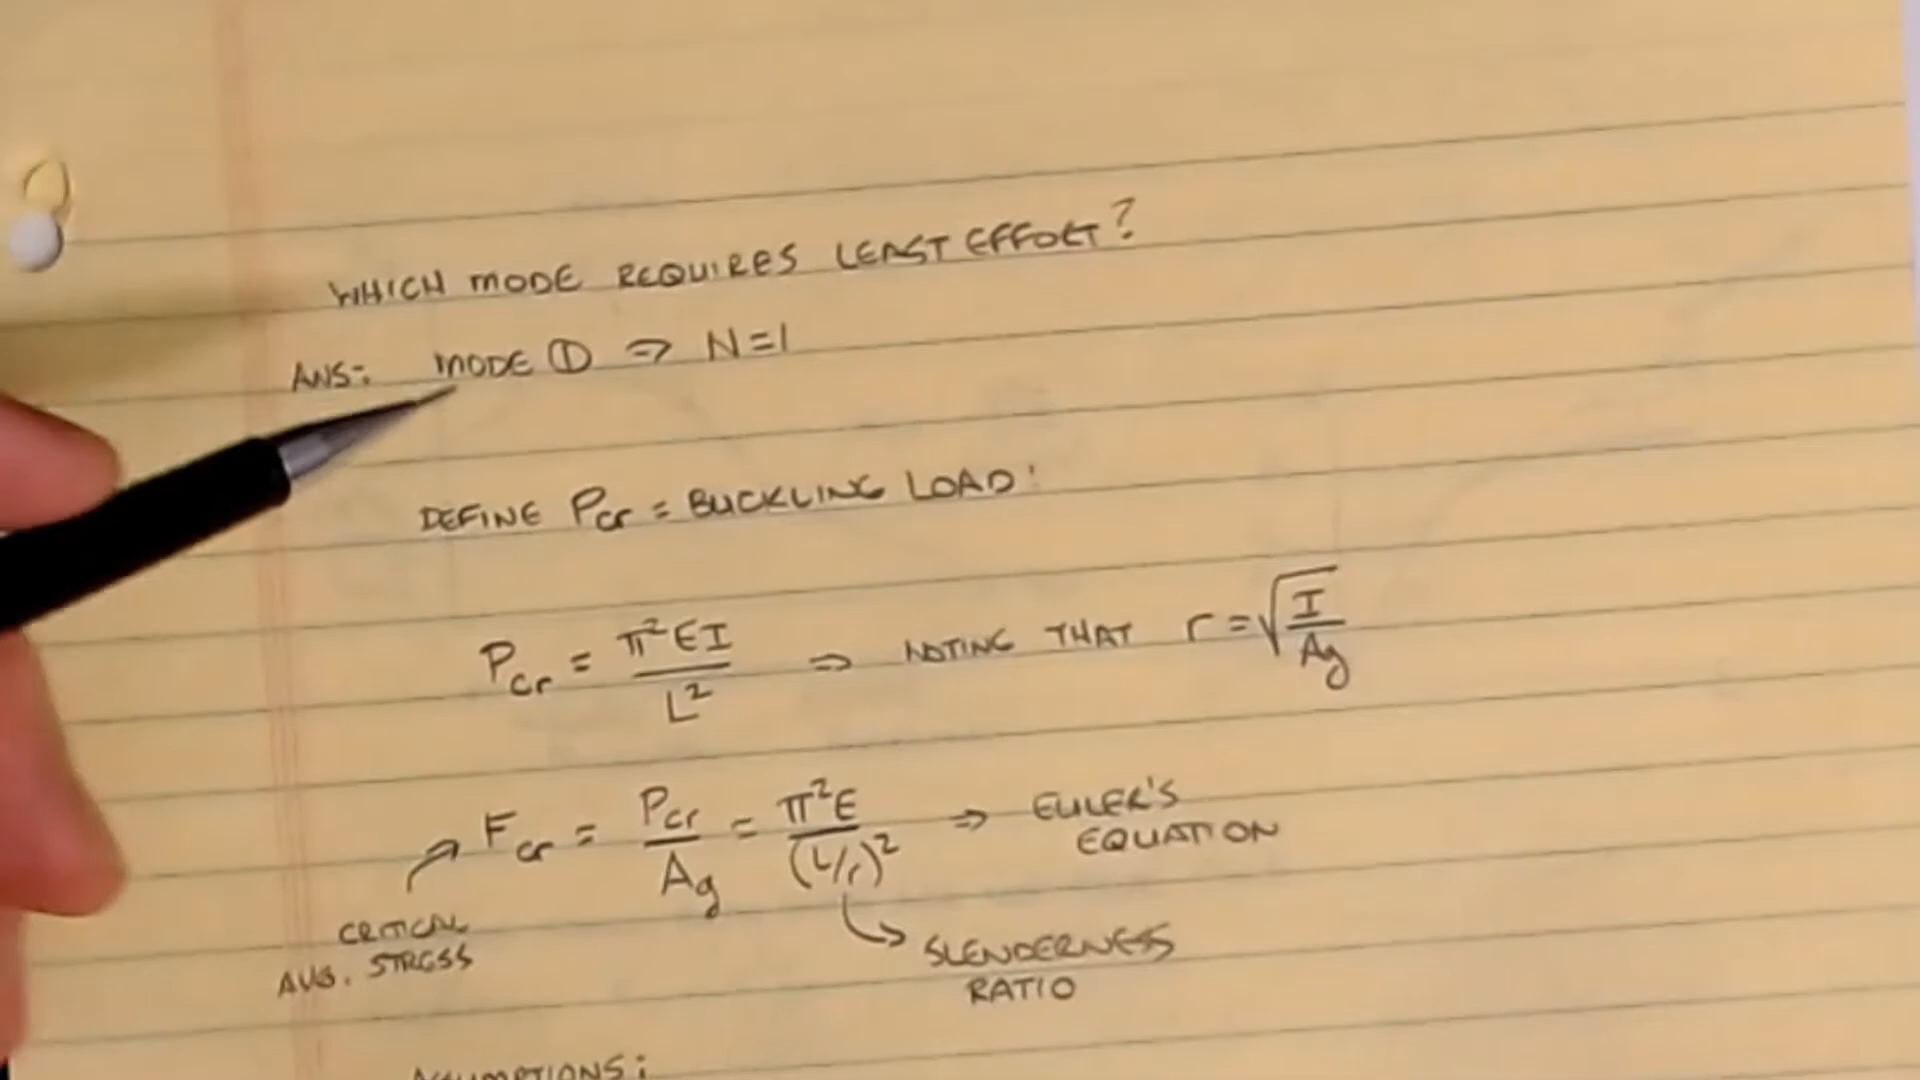 WHICH MODE REQUIRES LEAST EFFORT?
ANS: MODE ① ⇒ N=1
DEFINE Pcr = BUCKLING LOAD:
Pcr = π²EI / L² ⇒ NOTING THAT r = √(I/Ag)
Fcr = Pcr / Ag = π²E / (L/r)² ⇒ EULER'S EQUATION
CRITICAL
AVG. STRESS
SLENDERNESS
RATIO
ASSUMPTIONS: